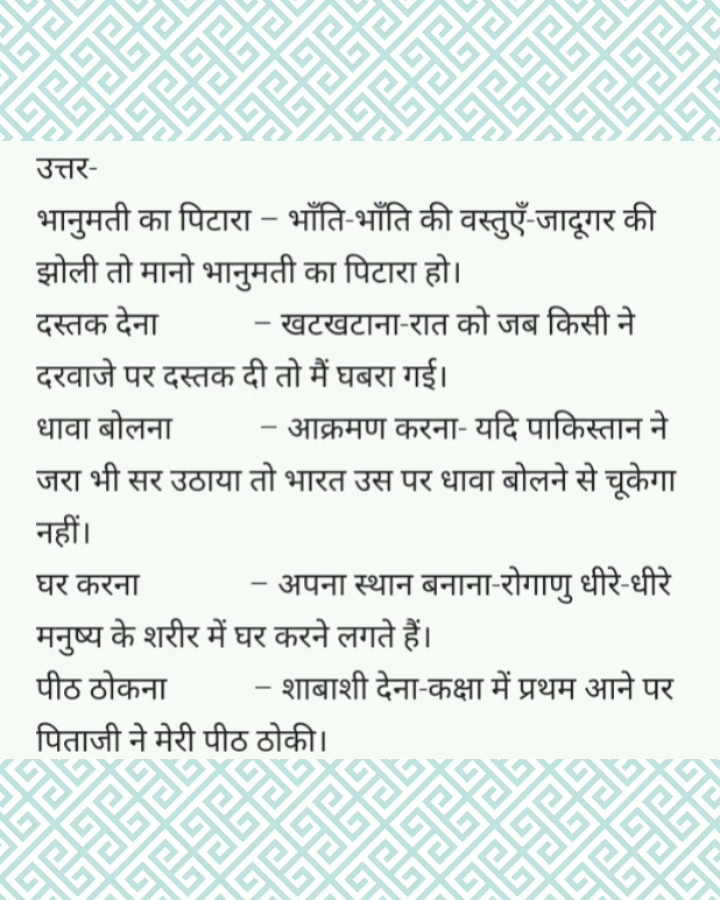 उत्तर-
भानुमती का पिटारा – भाँति-भाँति की वस्तुएँ-जादूगर की
झोली तो मानो भानुमती का पिटारा हो।
दस्तक देना – खटखटाना-रात को जब किसी ने
दरवाजे पर दस्तक दी तो मैं घबरा गई।
धावा बोलना – आक्रमण करना- यदि पाकिस्तान ने
जरा भी सर उठाया तो भारत उस पर धावा बोलने से चूकेगा
नहीं।
घर करना – अपना स्थान बनाना-रोगाणु धीरे-धीरे
मनुष्य के शरीर में घर करने लगते हैं।
पीठ ठोकना – शाबाशी देना-कक्षा में प्रथम आने पर
पिताजी ने मेरी पीठ ठोकी।